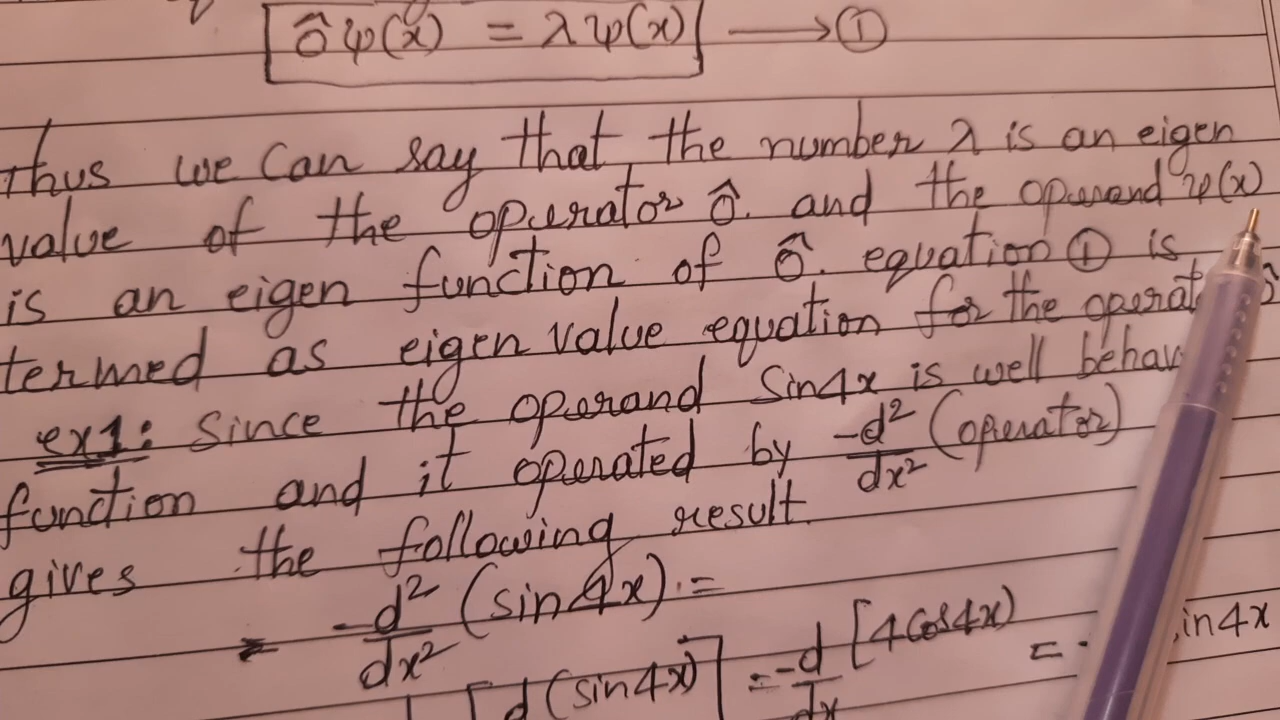 Ô ψ(x) = λ ψ(x) → ①
Thus we can say that, the number λ is an eigen
value of the operator Ô. and the operand ψ(x)
is an eigen function of Ô. equation ① is
termed as eigen value equation for the operat
ex1: Since the operand Sin4x is well behav
function and it operated by -d²/dx² (operator)
gives the following result.
-d²/dx² (sin4x) =
d(sin4x)] = -d/dx [4Cos4x) = - in4x